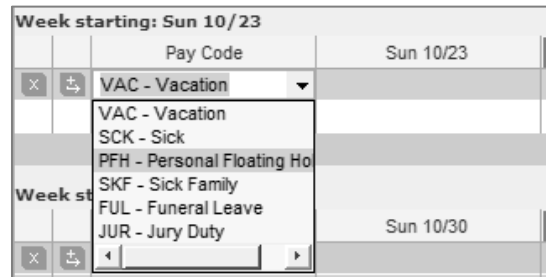 Week starting: Sun 10/23
Pay Code Sun 10/23
VAC - Vacation
VAC - Vacation
SCK - Sick
PFH - Personal Floating Ho
SKF - Sick Family
Week st
FUL - Funeral Leave
JUR - Jury Duty
Sun 10/30